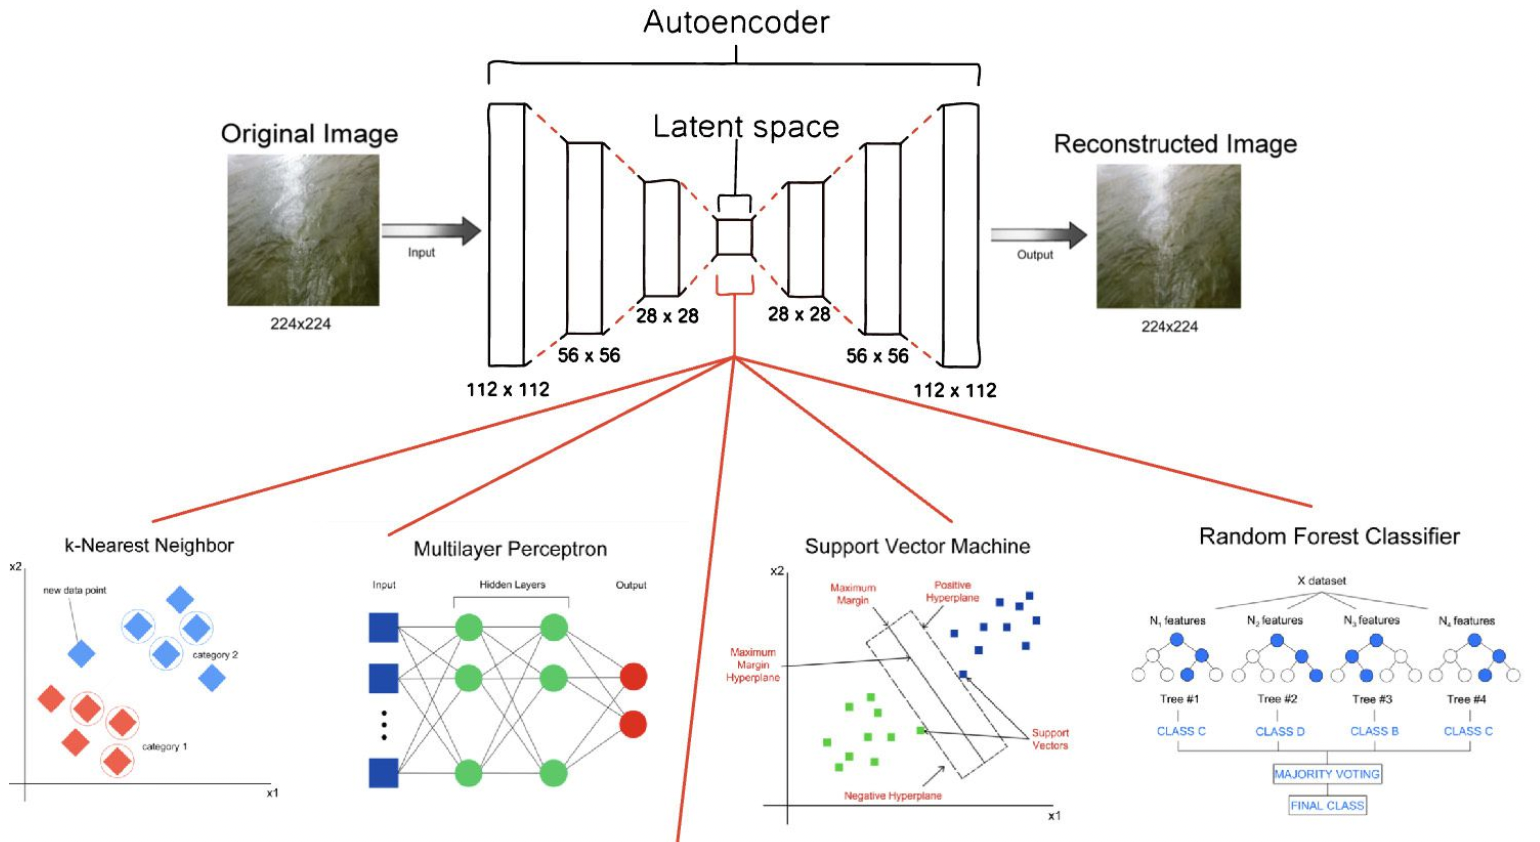 Autoencoder
Original Image
Latent space
Reconstructed Image
Input
Output
224x224
28 x 28
28 x 28
224x224
56 x 56
56 x 56
112 x 112
112 x 112
k-Nearest Neighbor
x2
new data point
category 2
category 1
x1
Multilayer Perceptron
Input
Hidden Layers
Output
Support Vector Machine
x2
Maximum
Margin
Positive
Hyperplane
Maximum
Margin
Hyperplane
Support
Vectors
Negative Hyperplane
x1
Random Forest Classifier
X dataset
N₁ features
N₂ features
N₃ features
N₄ features
Tree #1
Tree #2
Tree #3
Tree #4
CLASS C
CLASS D
CLASS B
CLASS C
MAJORITY VOTING
FINAL CLASS